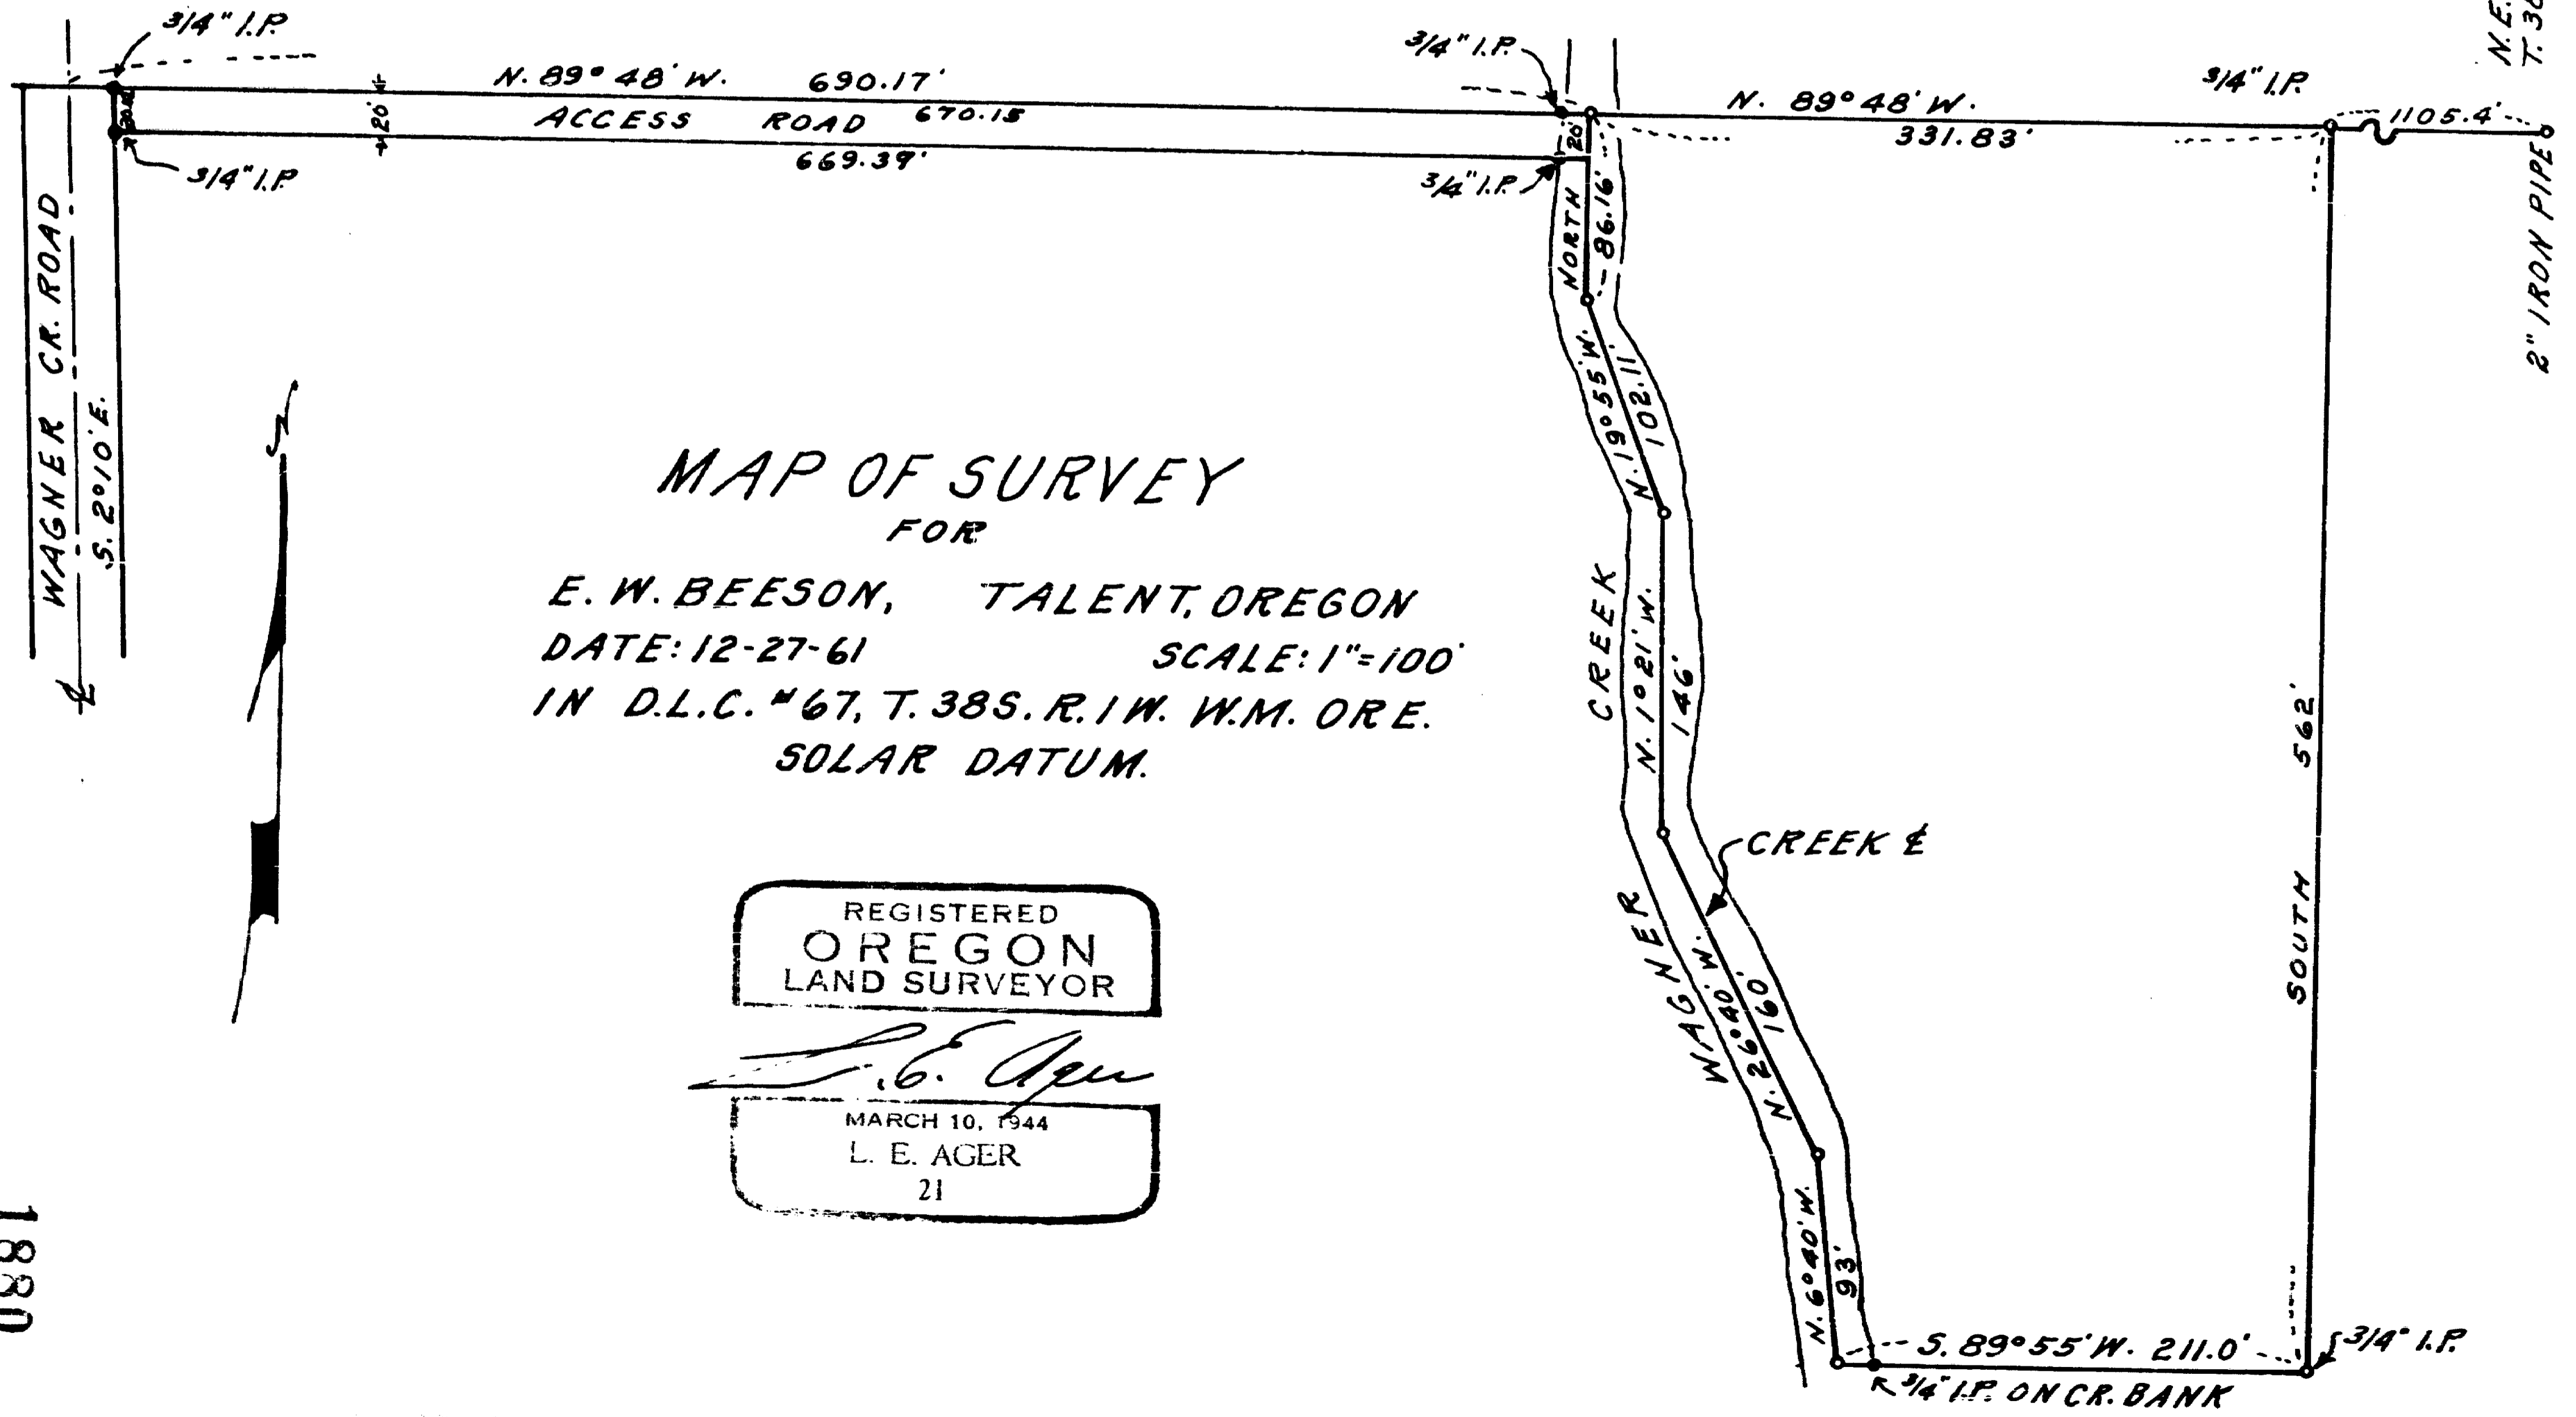 3/4" I.P.
3/4" I.P.
N.E.
3/4" I.P.
N. 89° 48' W. 690.17'
N. 89° 48' W.
331.83'
1105.4'
ACCESS ROAD 670.15
669.39'
20'
20'
3/4" I.P.
3/4" I.P.
2" IRON PIPE
WAGNER CR. ROAD
S. 2°10' E.
NORTH
86.16'
N. 19° 55' W.
102.11'
MAP OF SURVEY
FOR
E. W. BEESON, TALENT, OREGON
DATE: 12-27-61 SCALE: 1"=100'
IN D.L.C. #67, T. 38S. R. 1 W. W.M. ORE.
SOLAR DATUM.
WAGNER CREEK
N. 1° 21' W.
146'
CREEK ℄
SOUTH 562'
REGISTERED
OREGON
LAND SURVEYOR
L. E. Ager
MARCH 10, 1944
L. E. AGER
21
N. 26° 40' W.
160'
N. 6° 40' W.
93'
S. 89° 55' W. 211.0'
3/4" I.P.
3/4" I.P. ON CR. BANK
1880